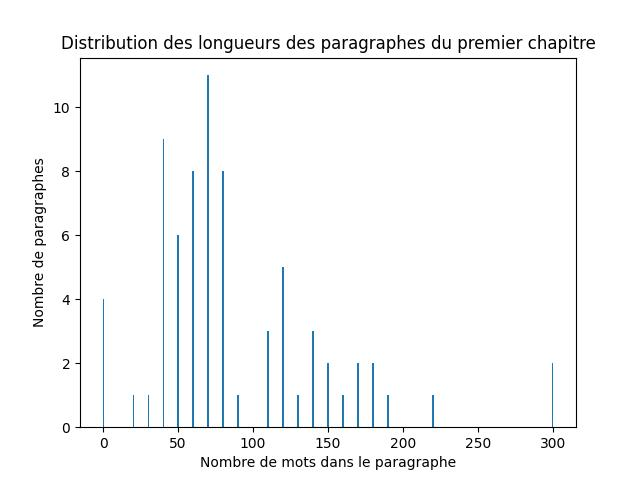 Distribution des longueurs des paragraphes du premier chapitre
10
8
6
4
2
0
Nombre de paragraphes
0 50 100 150 200 250 300
Nombre de mots dans le paragraphe